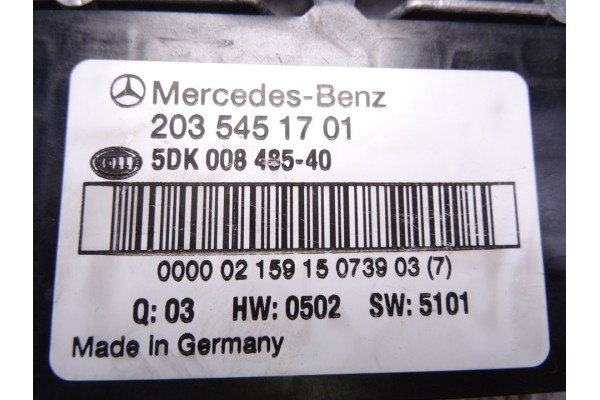 Mercedes-Benz
203 545 17 01
5DK 008 485-40
0000 02 159 15 0739 03 (7)
Q: 03 HW: 0502 SW: 5101
Made in Germany